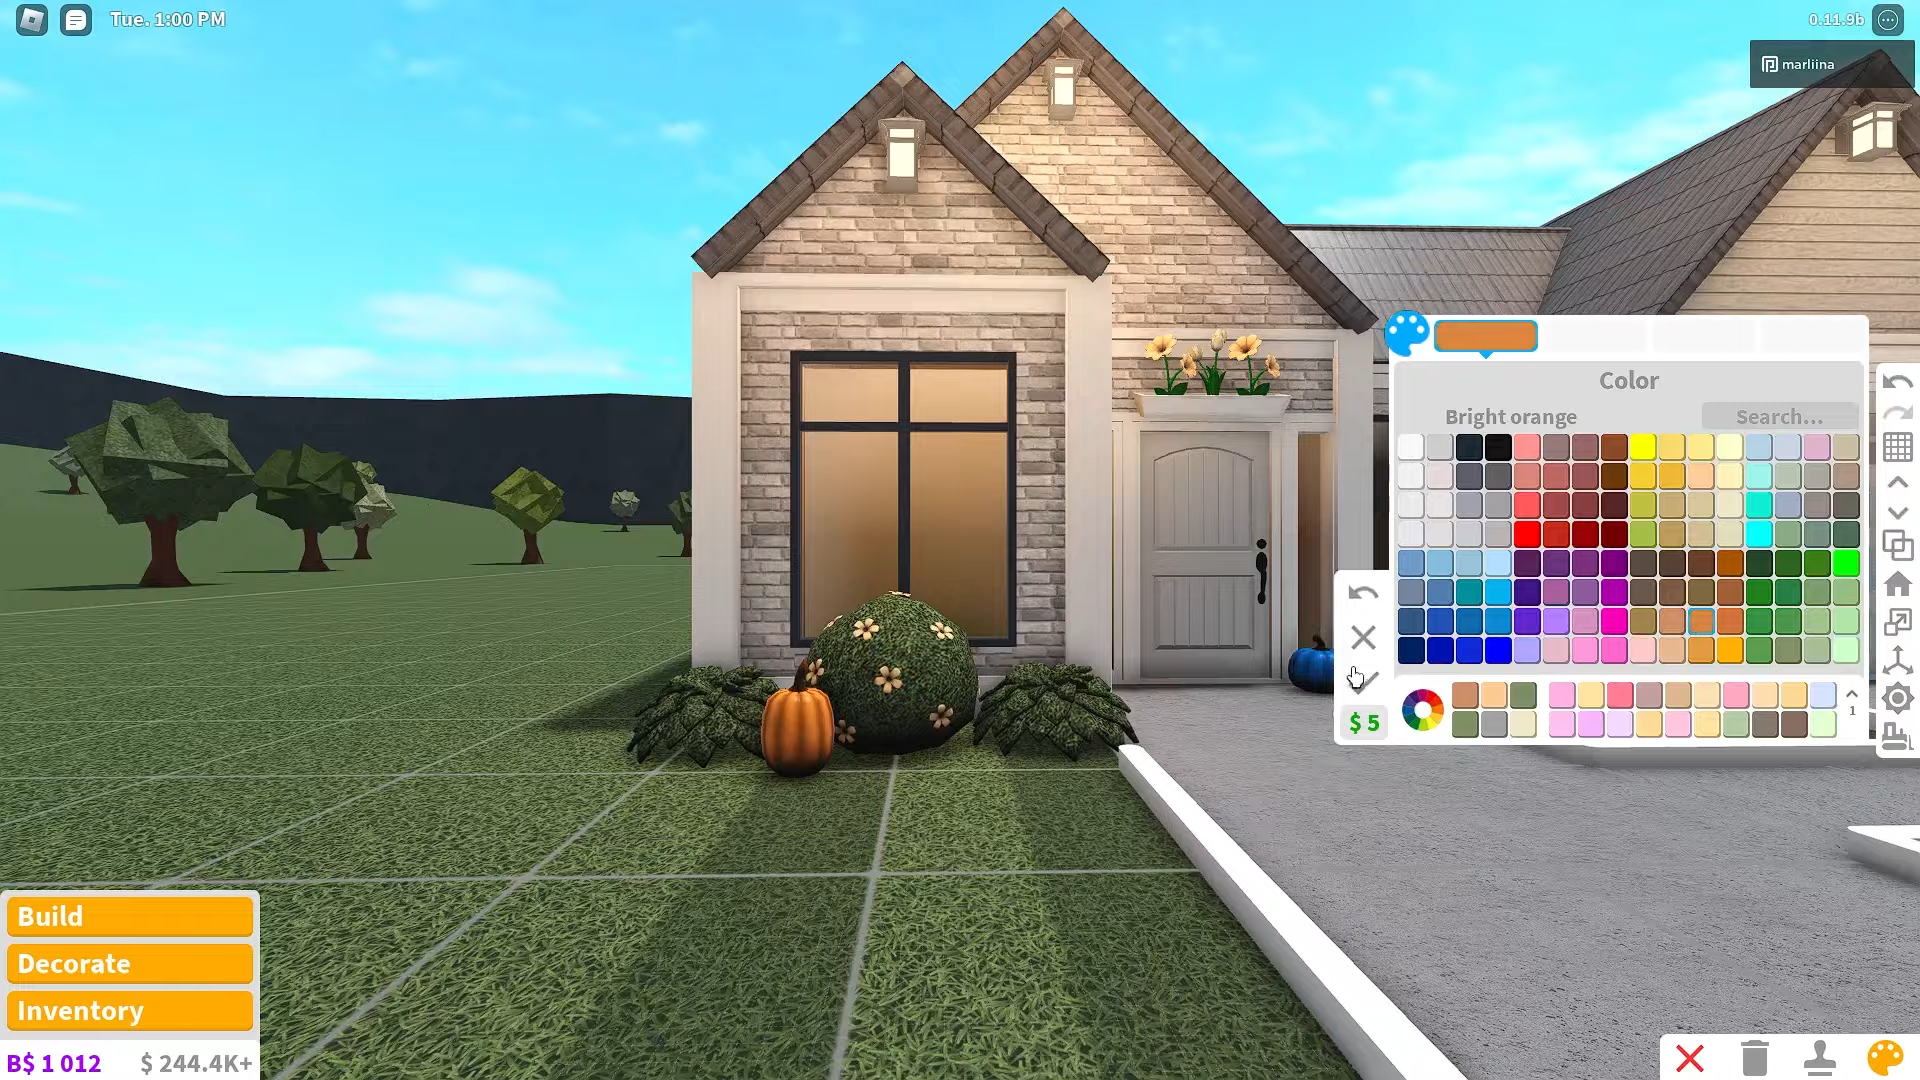 Tue. 1:00 PM
0.11.9b
marliina
Color
Bright orange
Search...
$ 5
1
Build
Decorate
Inventory
B$ 1 012
$ 244.4K+